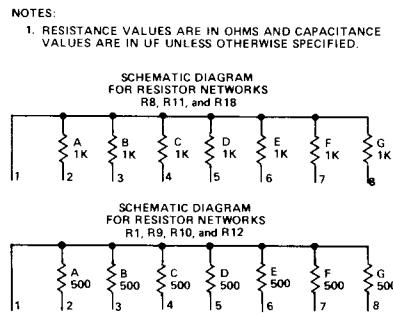 NOTES:
1. RESISTANCE VALUES ARE IN OHMS AND CAPACITANCE
VALUES ARE IN UF UNLESS OTHERWISE SPECIFIED.
SCHEMATIC DIAGRAM
FOR RESISTOR NETWORKS
R8, R11, and R18
A B C D E F G
1K 1K 1K 1K 1K 1K 1K
1 2 3 4 5 6 7 8
SCHEMATIC DIAGRAM
FOR RESISTOR NETWORKS
R1, R9, R10, and R12
A B C D E F G
500 500 500 500 500 500 500
1 2 3 4 5 6 7 8